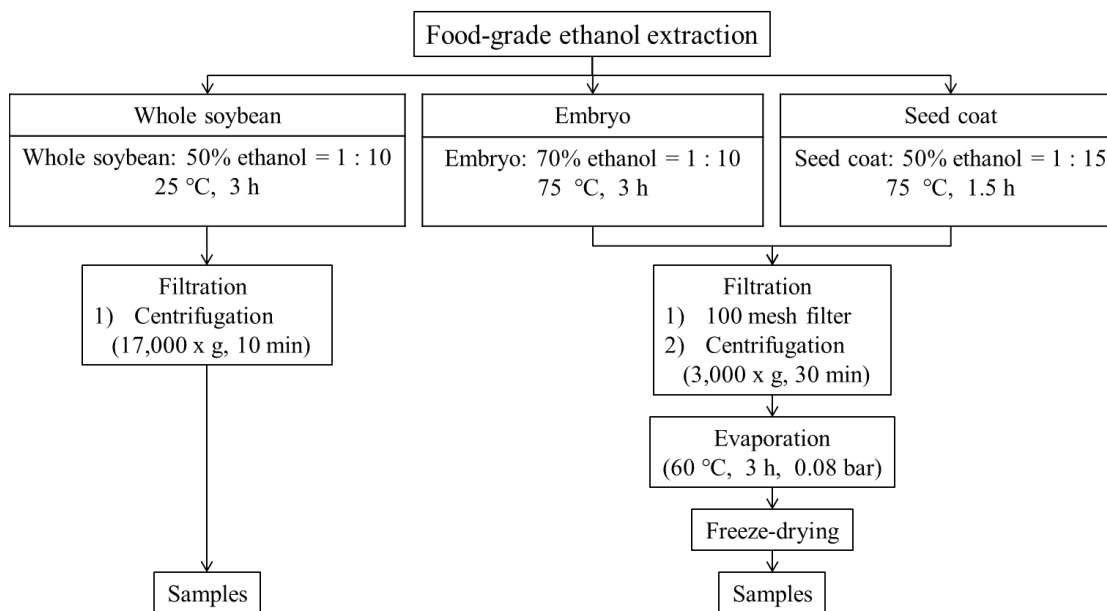 Food-grade ethanol extraction
Whole soybean
Whole soybean: 50% ethanol = 1 : 10
25 ℃, 3 h
Embryo
Embryo: 70% ethanol = 1 : 10
75 ℃, 3 h
Seed coat
Seed coat: 50% ethanol = 1 : 15
75 ℃, 1.5 h
Filtration
1) Centrifugation
(17,000 x g, 10 min)
Samples
Filtration
1) 100 mesh filter
2) Centrifugation
(3,000 x g, 30 min)
Evaporation
(60 ℃, 3 h, 0.08 bar)
Freeze-drying
Samples